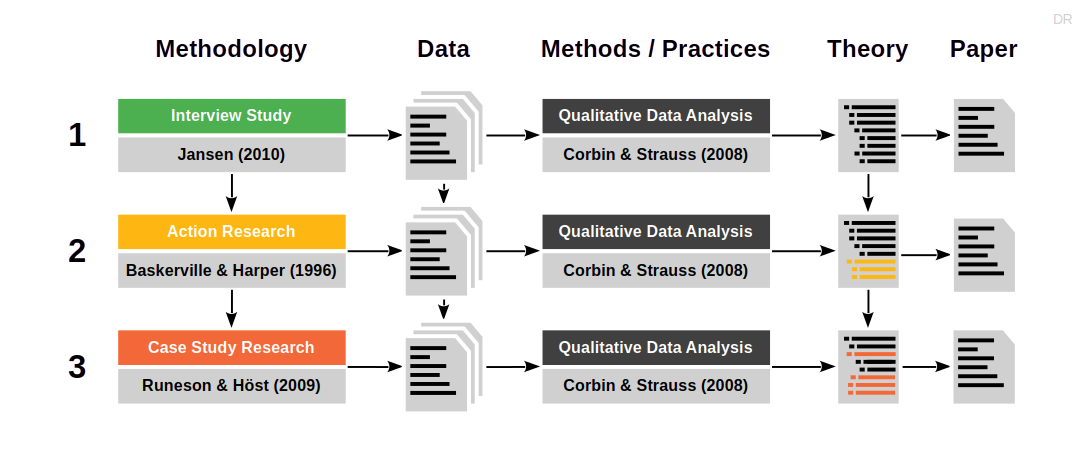 DR
Methodology Data Methods / Practices Theory Paper
1
Interview Study
Jansen (2010)
Qualitative Data Analysis
Corbin & Strauss (2008)
2
Action Research
Baskerville & Harper (1996)
Qualitative Data Analysis
Corbin & Strauss (2008)
3
Case Study Research
Runeson & Höst (2009)
Qualitative Data Analysis
Corbin & Strauss (2008)